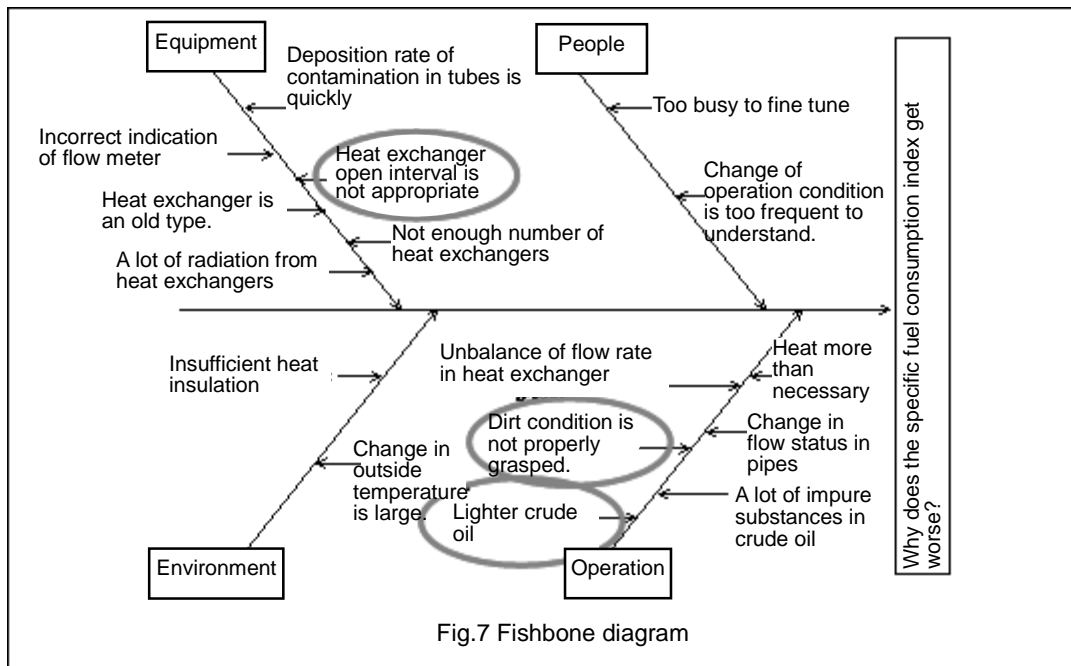 Equipment
People
Deposition rate of
contamination in tubes is
quickly
Too busy to fine tune
Incorrect indication
of flow meter
Heat exchanger
open interval is
not appropriate
Change of
operation condition
is too frequent to
understand.
Heat exchanger is
an old type.
Not enough number of
heat exchangers
A lot of radiation from
heat exchangers
Why does the specific fuel consumption index get
worse?
Insufficient heat
insulation
Unbalance of flow rate
in heat exchanger
Heat more
than
necessary
Dirt condition is
not properly
grasped.
Change in
flow status in
pipes
Change in
outside
temperature
is large.
Lighter crude
oil
A lot of impure
substances in
crude oil
Environment
Operation
Fig.7 Fishbone diagram